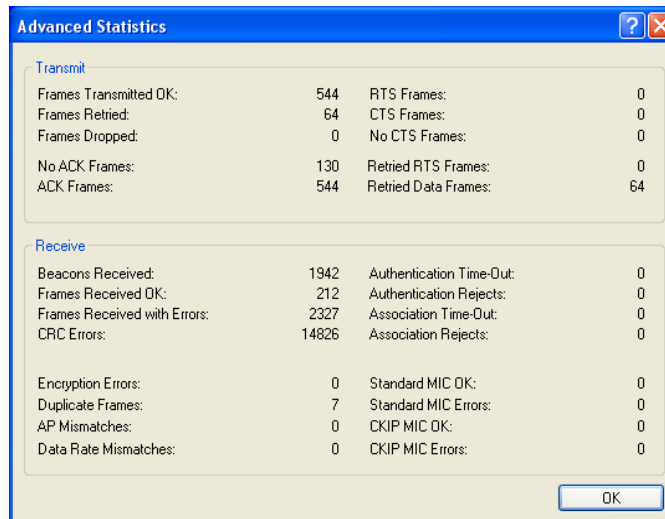 Advanced Statistics
Transmit
Frames Transmitted OK: 544 RTS Frames: 0
Frames Retried: 64 CTS Frames: 0
Frames Dropped: 0 No CTS Frames: 0
No ACK Frames: 130 Retried RTS Frames: 0
ACK Frames: 544 Retried Data Frames: 64
Receive
Beacons Received: 1942 Authentication Time-Out: 0
Frames Received OK: 212 Authentication Rejects: 0
Frames Received with Errors: 2327 Association Time-Out: 0
CRC Errors: 14826 Association Rejects: 0
Encryption Errors: 0 Standard MIC OK: 0
Duplicate Frames: 7 Standard MIC Errors: 0
AP Mismatches: 0 CKIP MIC OK: 0
Data Rate Mismatches: 0 CKIP MIC Errors: 0
OK